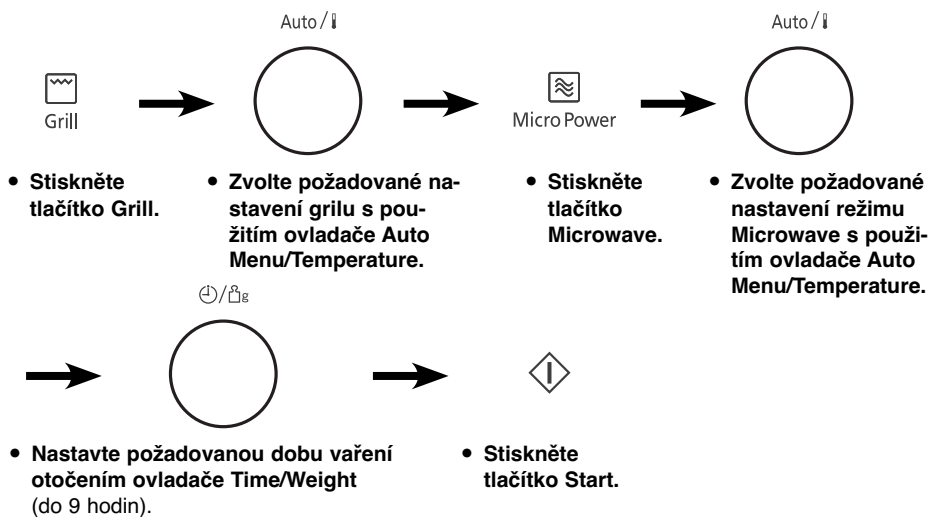 Auto/
Auto/
Grill
Micro Power
• Stiskněte
tlačítko Grill.
• Zvolte požadované na-
stavení grilu s pou-
žitím ovladače Auto
Menu/Temperature.
• Stiskněte
tlačítko
Microwave.
• Zvolte požadované
nastavení režimu
Microwave s použi-
tím ovladače Auto
Menu/Temperature.
/g
• Nastavte požadovanou dobu vaření
otočením ovladače Time/Weight
(do 9 hodin).
• Stiskněte
tlačítko Start.